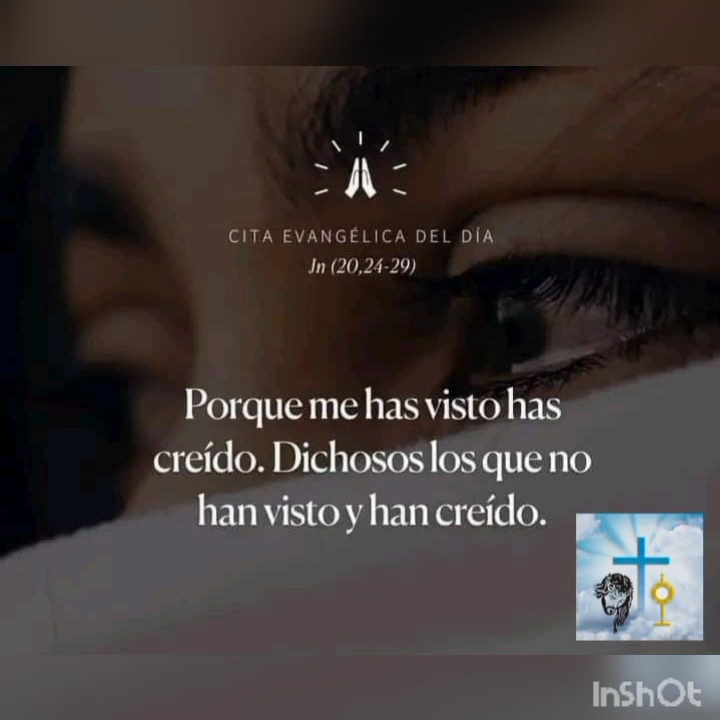 CITA EVANGÉLICA DEL DÍA
Jn (20,24-29)
Porque me has visto has
creído. Dichosos los que no
han visto y han creído.
InShOt